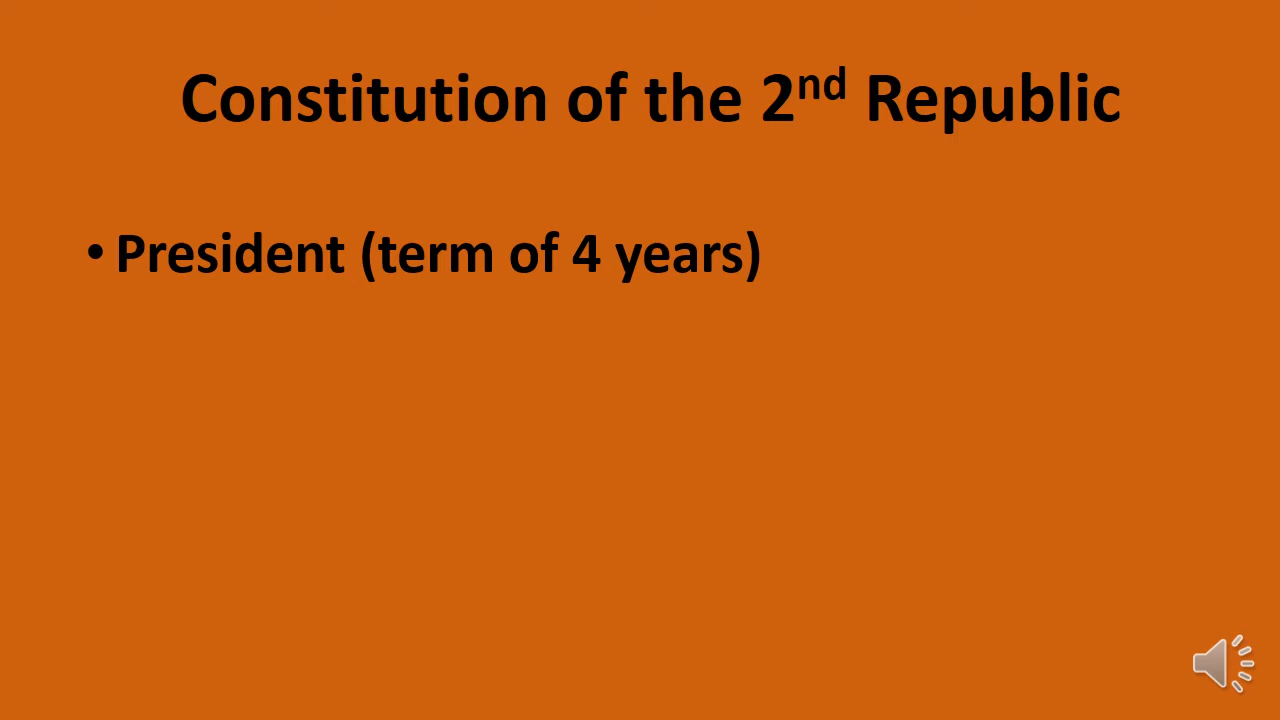 Constitution of the 2nd Republic
• President (term of 4 years)